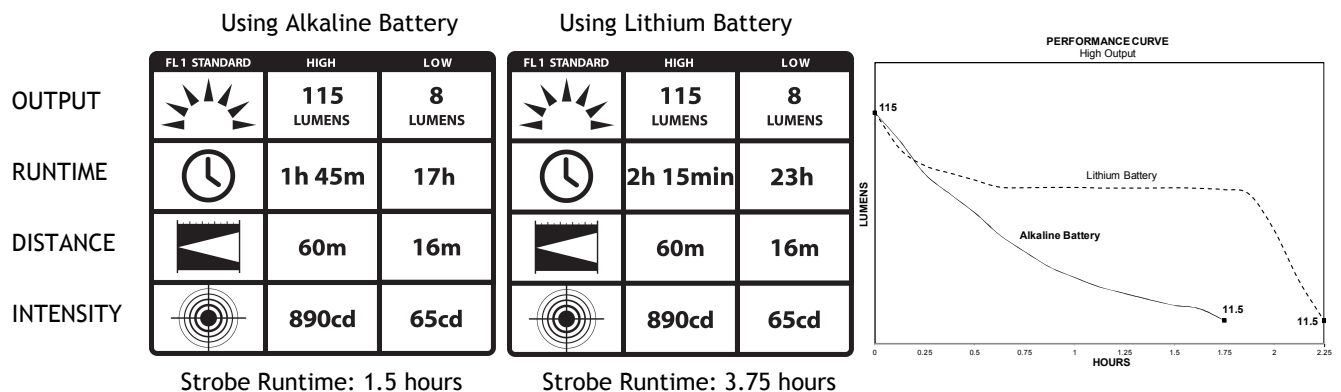 Using Alkaline Battery
FL1 STANDARD HIGH LOW
OUTPUT
115 LUMENS
8 LUMENS
RUNTIME
1h 45m
17h
DISTANCE
60m
16m
INTENSITY
890cd
65cd
Strobe Runtime: 1.5 hours
Using Lithium Battery
FL1 STANDARD HIGH LOW
115 LUMENS
8 LUMENS
2h 15min
23h
60m
16m
890cd
65cd
Strobe Runtime: 3.75 hours
PERFORMANCE CURVE
High Output
115
Lithium Battery
LUMENS
Alkaline Battery
11.5
11.5
0 0.25 0.5 0.75 1 1.25 1.5 1.75 2 2.25
HOURS